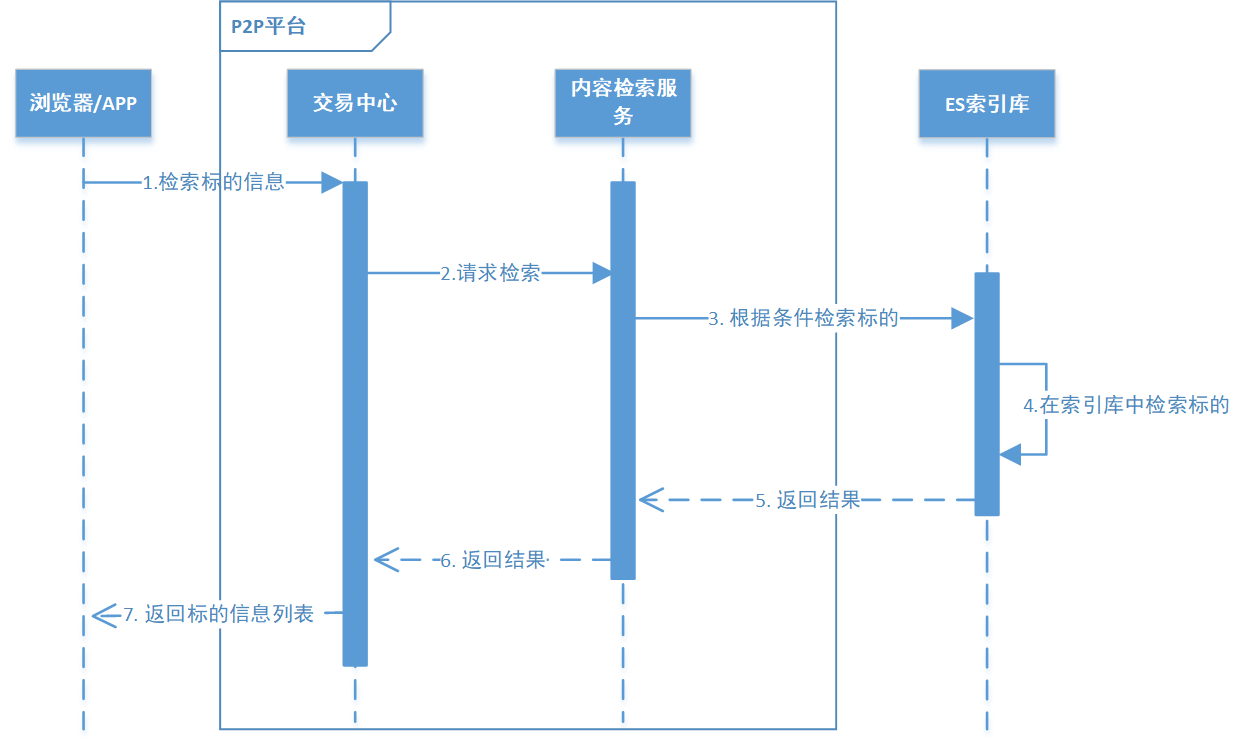 P2P平台
浏览器/APP
交易中心
内容检索服
务
ES索引库
1.检索标的信息
2.请求检索
3. 根据条件检索标的
4.在索引库中检索标的
5. 返回结果
6. 返回结果
7. 返回标的信息列表